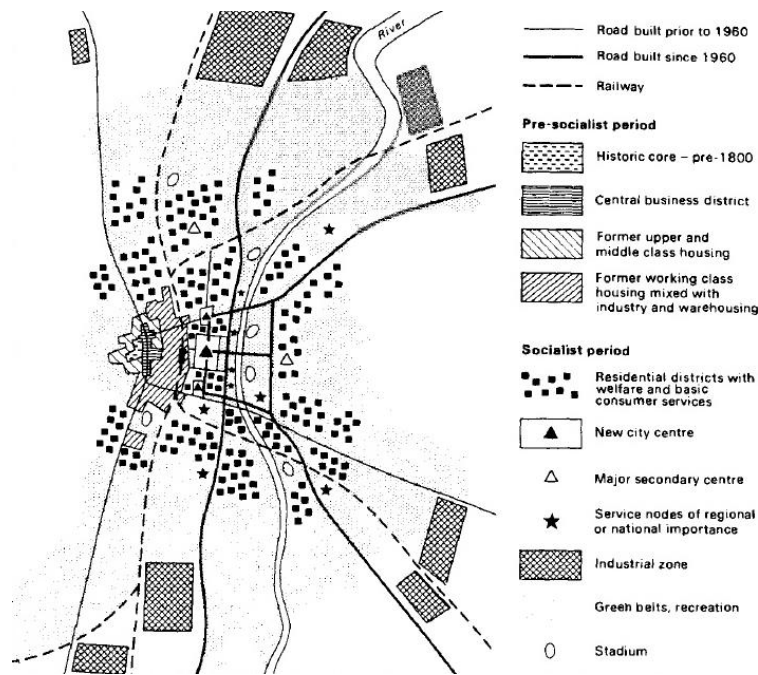 River
Road built prior to 1960
Road built since 1960
Railway
Pre-socialist period
Historic core – pre-1800
Central business
district
Former upper and
middle class housing
Former working class
housing mixed with
industry and warehousing
Socialist period
Residential districts with
welfare and basic
consumer services
New city centre
Major secondary centre
Service nodes of regional
or national importance
Industrial zone
Green belts, recreation
Stadium